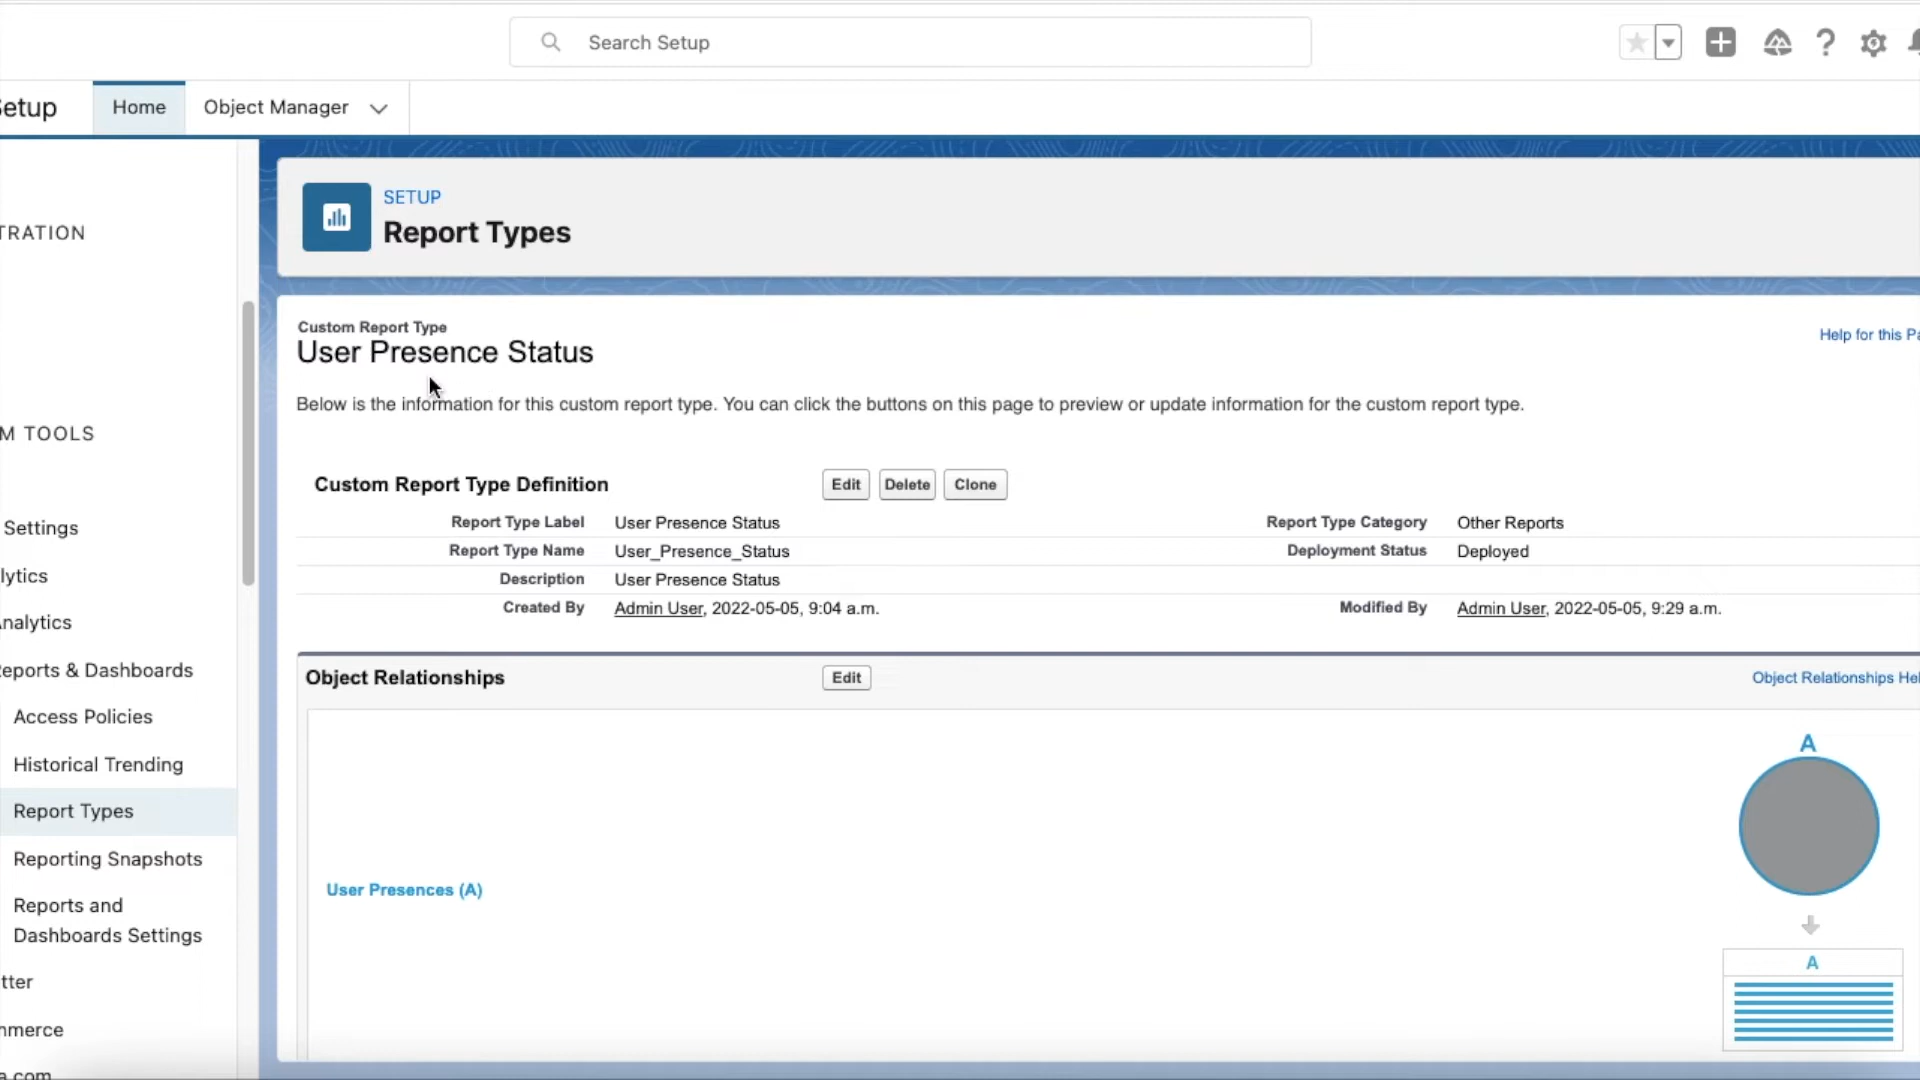 Search Setup
Setup
Home
Object Manager
TRATION
M TOOLS
Settings
lytics
nalytics
eports & Dashboards
Access Policies
Historical Trending
Report Types
Reporting Snapshots
Reports and
Dashboards Settings
tter
mmerce
a.com
SETUP
Report Types
Custom Report Type
User Presence Status
Help for this Pa
Below is the information for this custom report type. You can click the buttons on this page to preview or update information for the custom report type.
Custom Report Type Definition Edit Delete Clone
Report Type Label User Presence Status Report Type Category Other Reports
Report Type Name User_Presence_Status Deployment Status Deployed
Description User Presence Status
Created By Admin User, 2022-05-05, 9:04 a.m. Modified By Admin User, 2022-05-05, 9:29 a.m.
Object Relationships Edit Object Relationships Hel
A
User Presences (A)
A